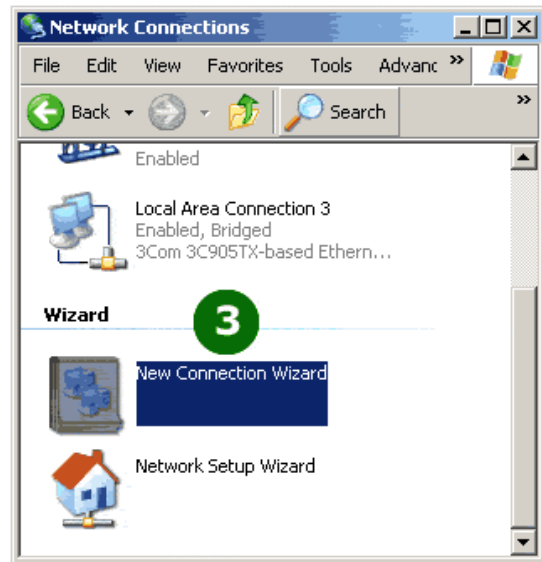 Network Connections
File Edit View Favorites Tools Advanc »
Back Search »
Enabled
Local Area Connection 3
Enabled, Bridged
3Com 3C905TX-based Ethern...
Wizard
3
New Connection Wizard
Network Setup Wizard